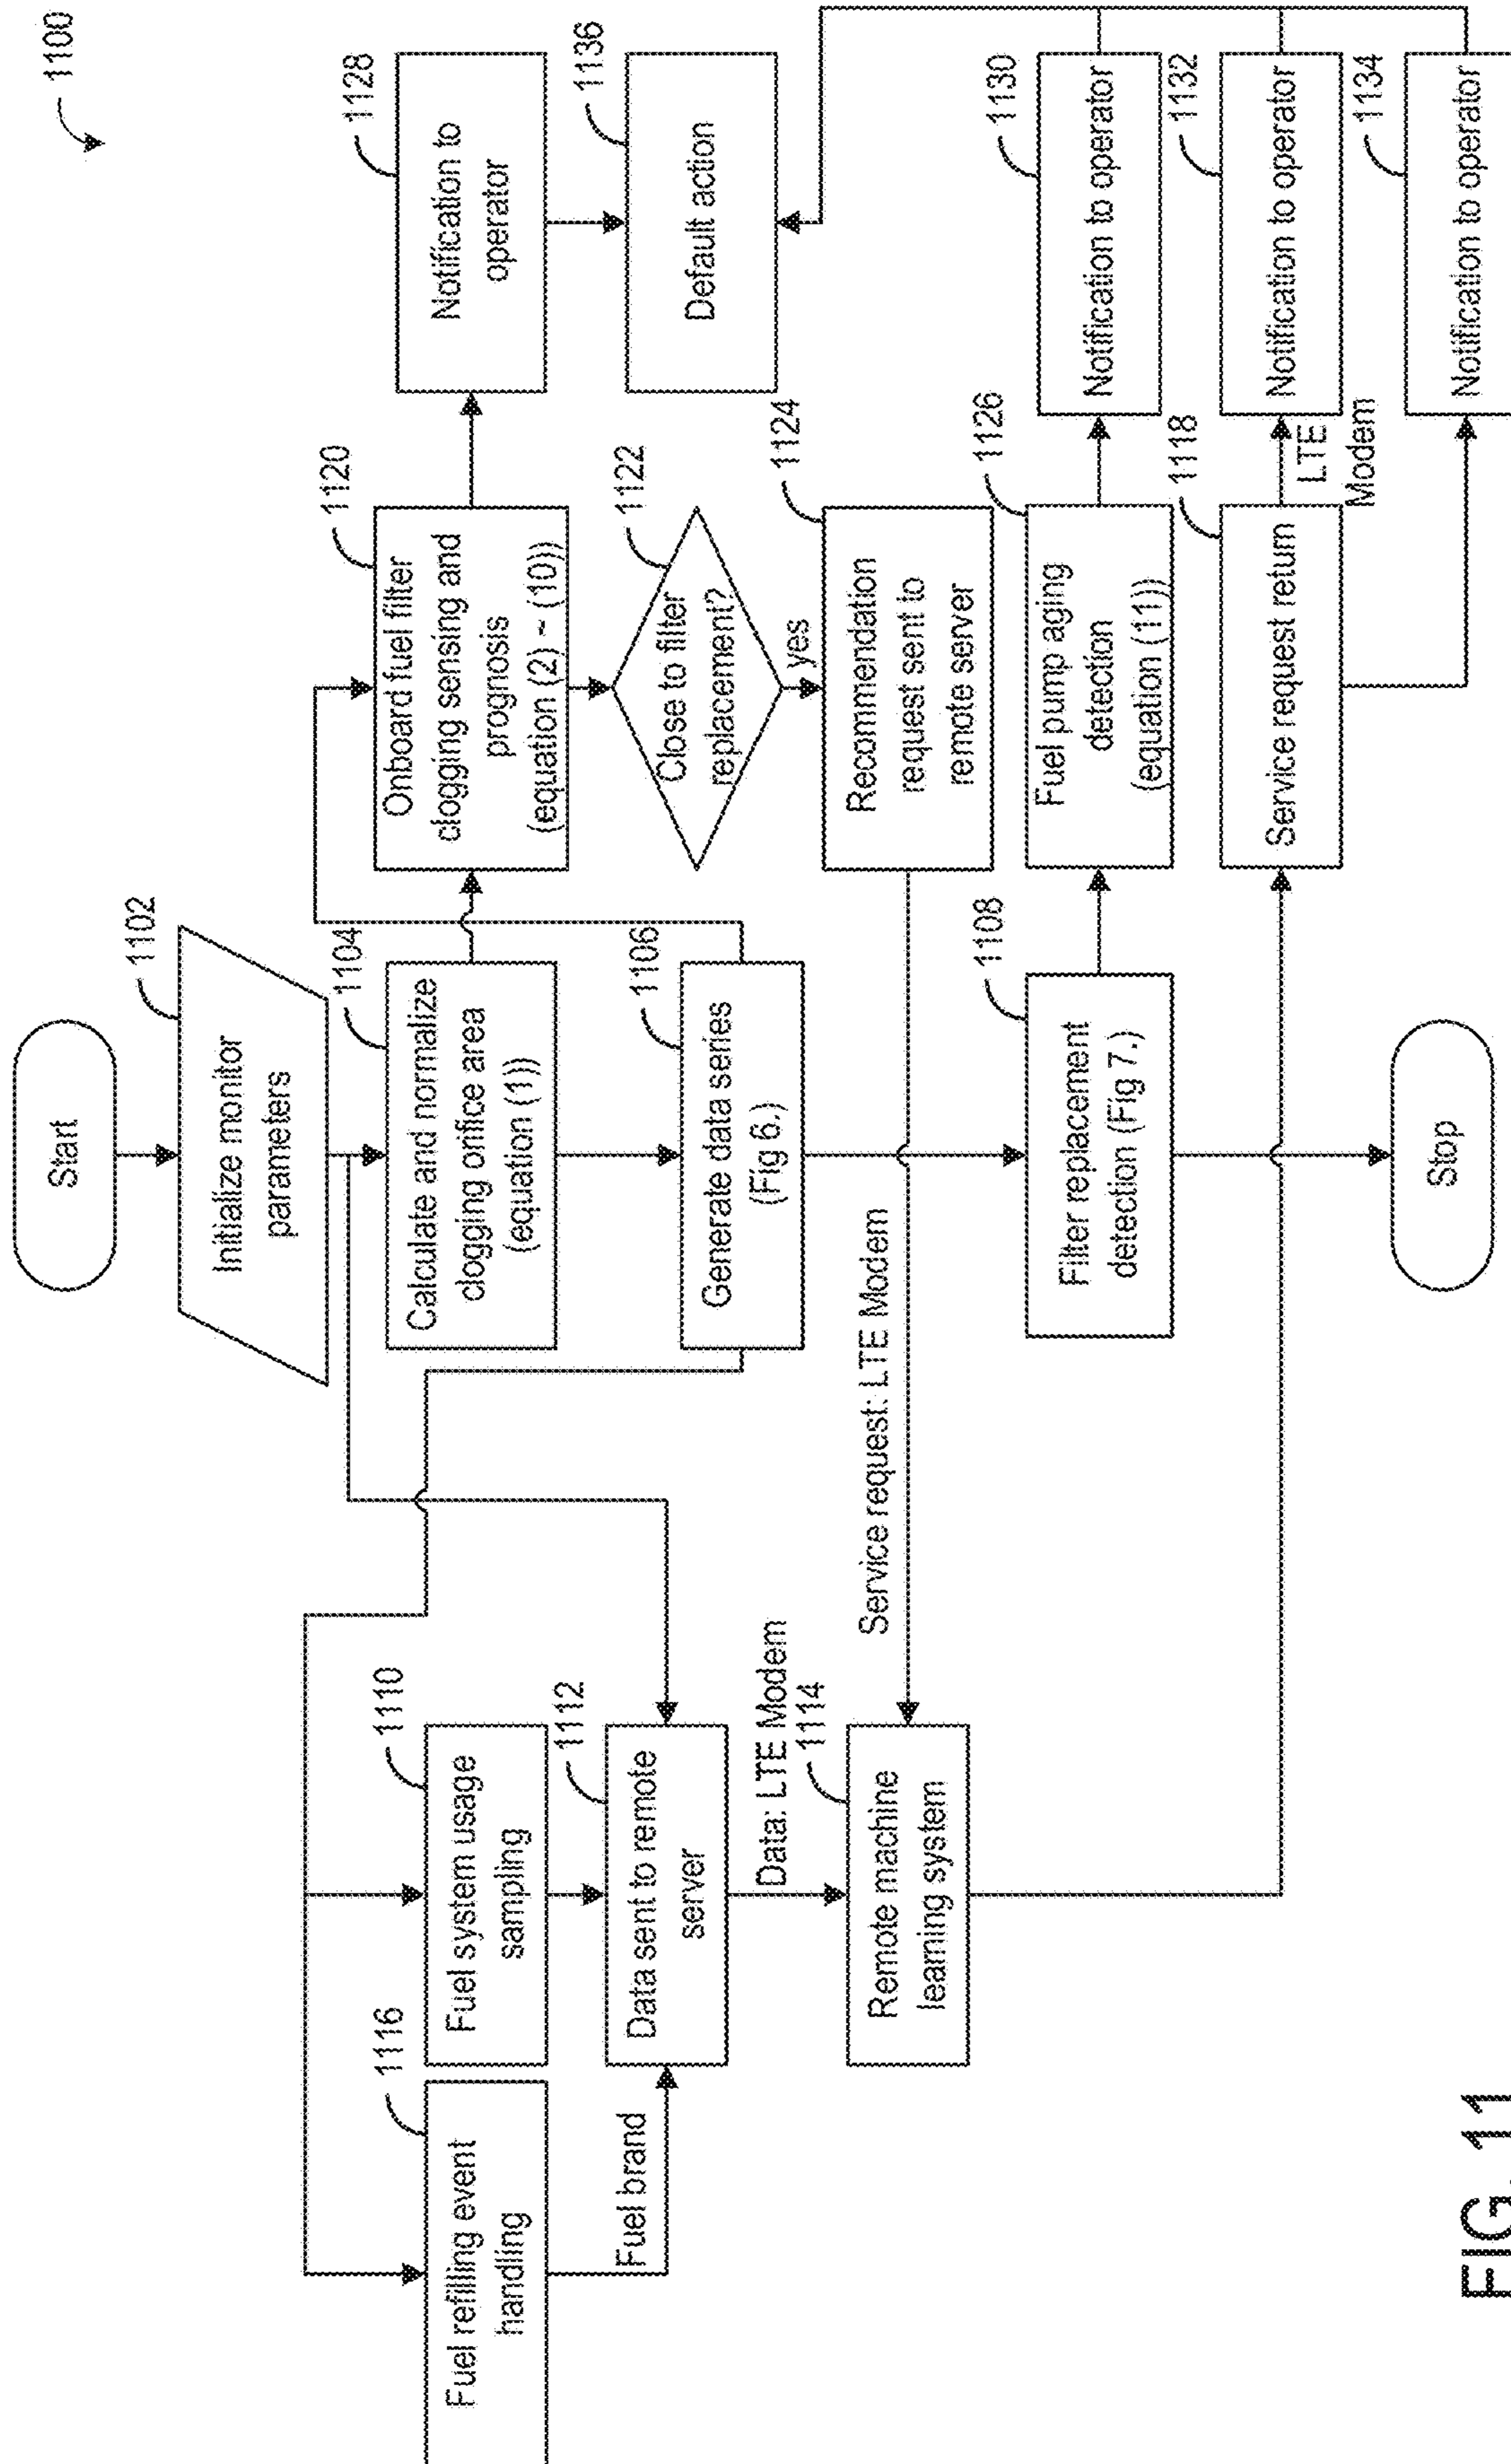 1100
Start
1102
Initialize monitor
parameters
1104
Calculate and normalize
clogging orifice area
(equation (1))
1106
Generate data series
(Fig 6.)
1108
Filter replacement
detection (Fig 7.)
Stop
1116
Fuel refilling event
handling
Fuel brand
1110
Fuel system usage
sampling
1112
Data sent to remote
server
Data: LTE Modem
1114
Remote machine
learning system
Service request: LTE Modem
1120
Onboard fuel filter
clogging sensing and
prognosis
(equation (2) ~ (10))
1122
Close to filter
replacement?
yes
1124
Recommendation
request sent to
remote server
1126
Fuel pump aging
detection
(equation (11))
1118
Service request return
LTE
Modem
1128
Notification to
operator
1136
Default action
1130
Notification to operator
1132
Notification to operator
1134
Notification to operator
FIG. 11